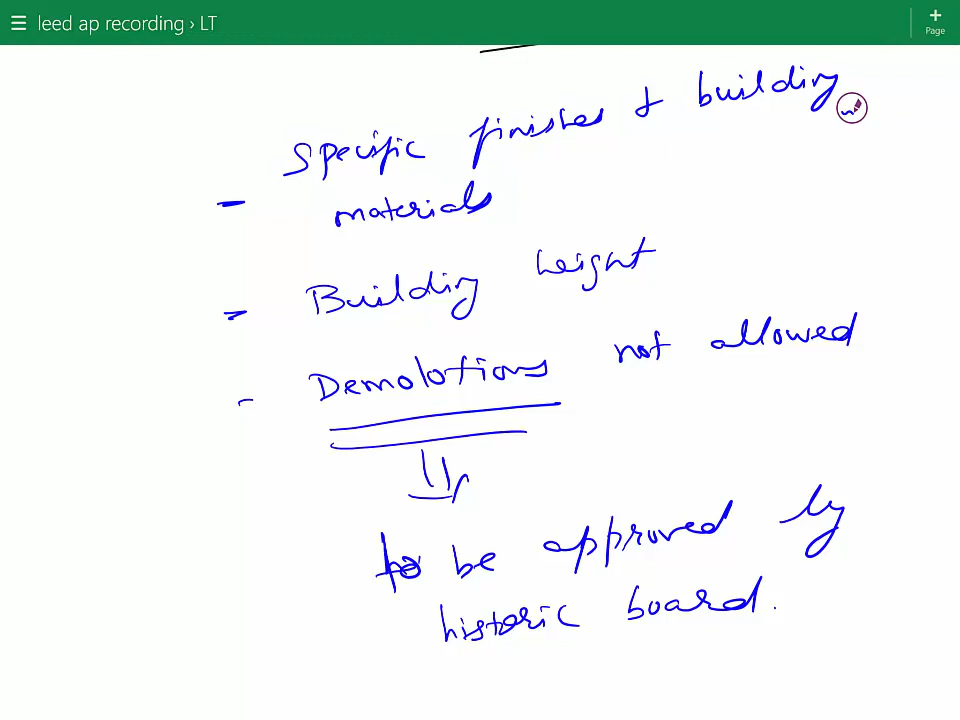 leed ap recording › LT
Page
- Specific finishes & building
materials
- Building height
- Demolotions not allowed
to be approved by
historic board.